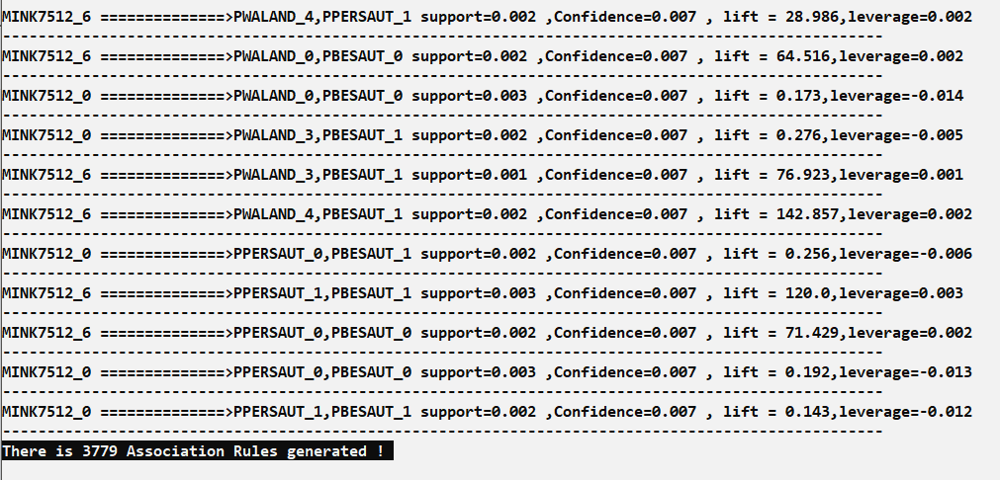 MINK7512_6 ==============>PWALAND_4,PPERSAUT_1 support=0.002 ,Confidence=0.007 , lift = 28.986,leverage=0.002
---------------------------------------------------------------------------------------------------
MINK7512_6 ==============>PWALAND_0,PBESAUT_0 support=0.002 ,Confidence=0.007 , lift = 64.516,leverage=0.002
---------------------------------------------------------------------------------------------------
MINK7512_0 ==============>PWALAND_0,PBESAUT_0 support=0.003 ,Confidence=0.007 , lift = 0.173,leverage=-0.014
---------------------------------------------------------------------------------------------------
MINK7512_0 ==============>PWALAND_3,PBESAUT_1 support=0.002 ,Confidence=0.007 , lift = 0.276,leverage=-0.005
---------------------------------------------------------------------------------------------------
MINK7512_6 ==============>PWALAND_3,PBESAUT_1 support=0.001 ,Confidence=0.007 , lift = 76.923,leverage=0.001
---------------------------------------------------------------------------------------------------
MINK7512_6 ==============>PWALAND_4,PBESAUT_1 support=0.002 ,Confidence=0.007 , lift = 142.857,leverage=0.002
---------------------------------------------------------------------------------------------------
MINK7512_0 ==============>PPERSAUT_0,PBESAUT_1 support=0.002 ,Confidence=0.007 , lift = 0.256,leverage=-0.006
---------------------------------------------------------------------------------------------------
MINK7512_6 ==============>PPERSAUT_1,PBESAUT_1 support=0.003 ,Confidence=0.007 , lift = 120.0,leverage=0.003
---------------------------------------------------------------------------------------------------
MINK7512_6 ==============>PPERSAUT_0,PBESAUT_0 support=0.002 ,Confidence=0.007 , lift = 71.429,leverage=0.002
---------------------------------------------------------------------------------------------------
MINK7512_0 ==============>PPERSAUT_0,PBESAUT_0 support=0.003 ,Confidence=0.007 , lift = 0.192,leverage=-0.013
---------------------------------------------------------------------------------------------------
MINK7512_0 ==============>PPERSAUT_1,PBESAUT_1 support=0.002 ,Confidence=0.007 , lift = 0.143,leverage=-0.012
---------------------------------------------------------------------------------------------------
There is 3779 Association Rules generated !